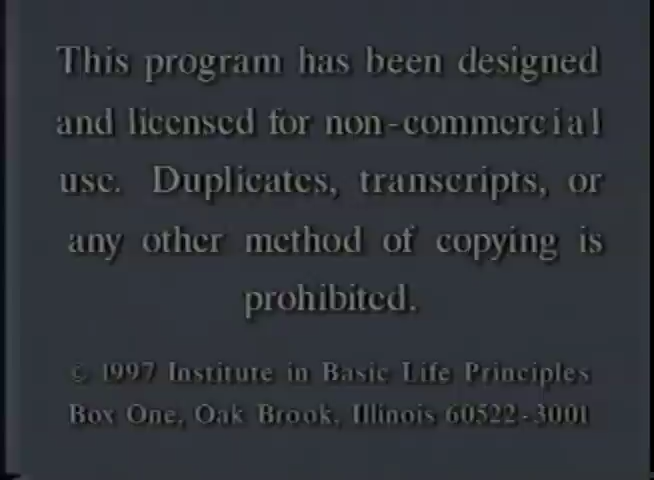 This program has been designed
and licensed for non-commercial
use. Duplicates, transcripts, or
any other method of copying is
prohibited.
© 1997 Institute in Basic Life Principles
Box One, Oak Brook, Illinois 60522-3001